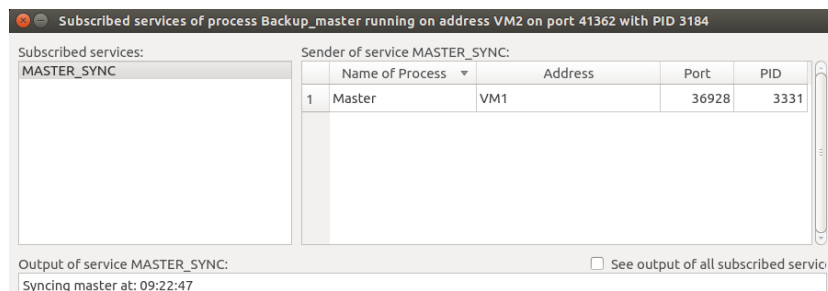 Subscribed services of process Backup_master running on address VM2 on port 41362 with PID 3184
Subscribed services:
Sender of service MASTER_SYNC:
MASTER_SYNC
Name of Process Address Port PID
1 Master VM1 36928 3331
Output of service MASTER_SYNC:
See output of all subscribed servic
Syncing master at: 09:22:47